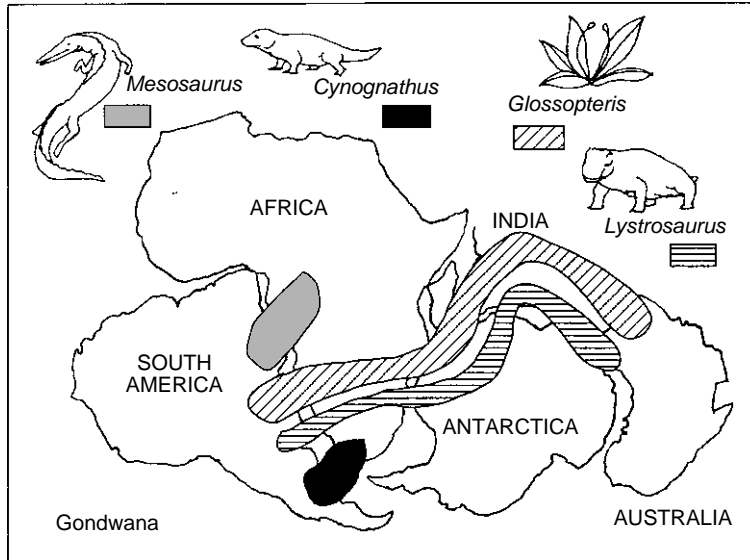 Mesosaurus
Cynognathus
Glossopteris
Lystrosaurus
AFRICA
INDIA
SOUTH
AMERICA
ANTARCTICA
Gondwana
AUSTRALIA